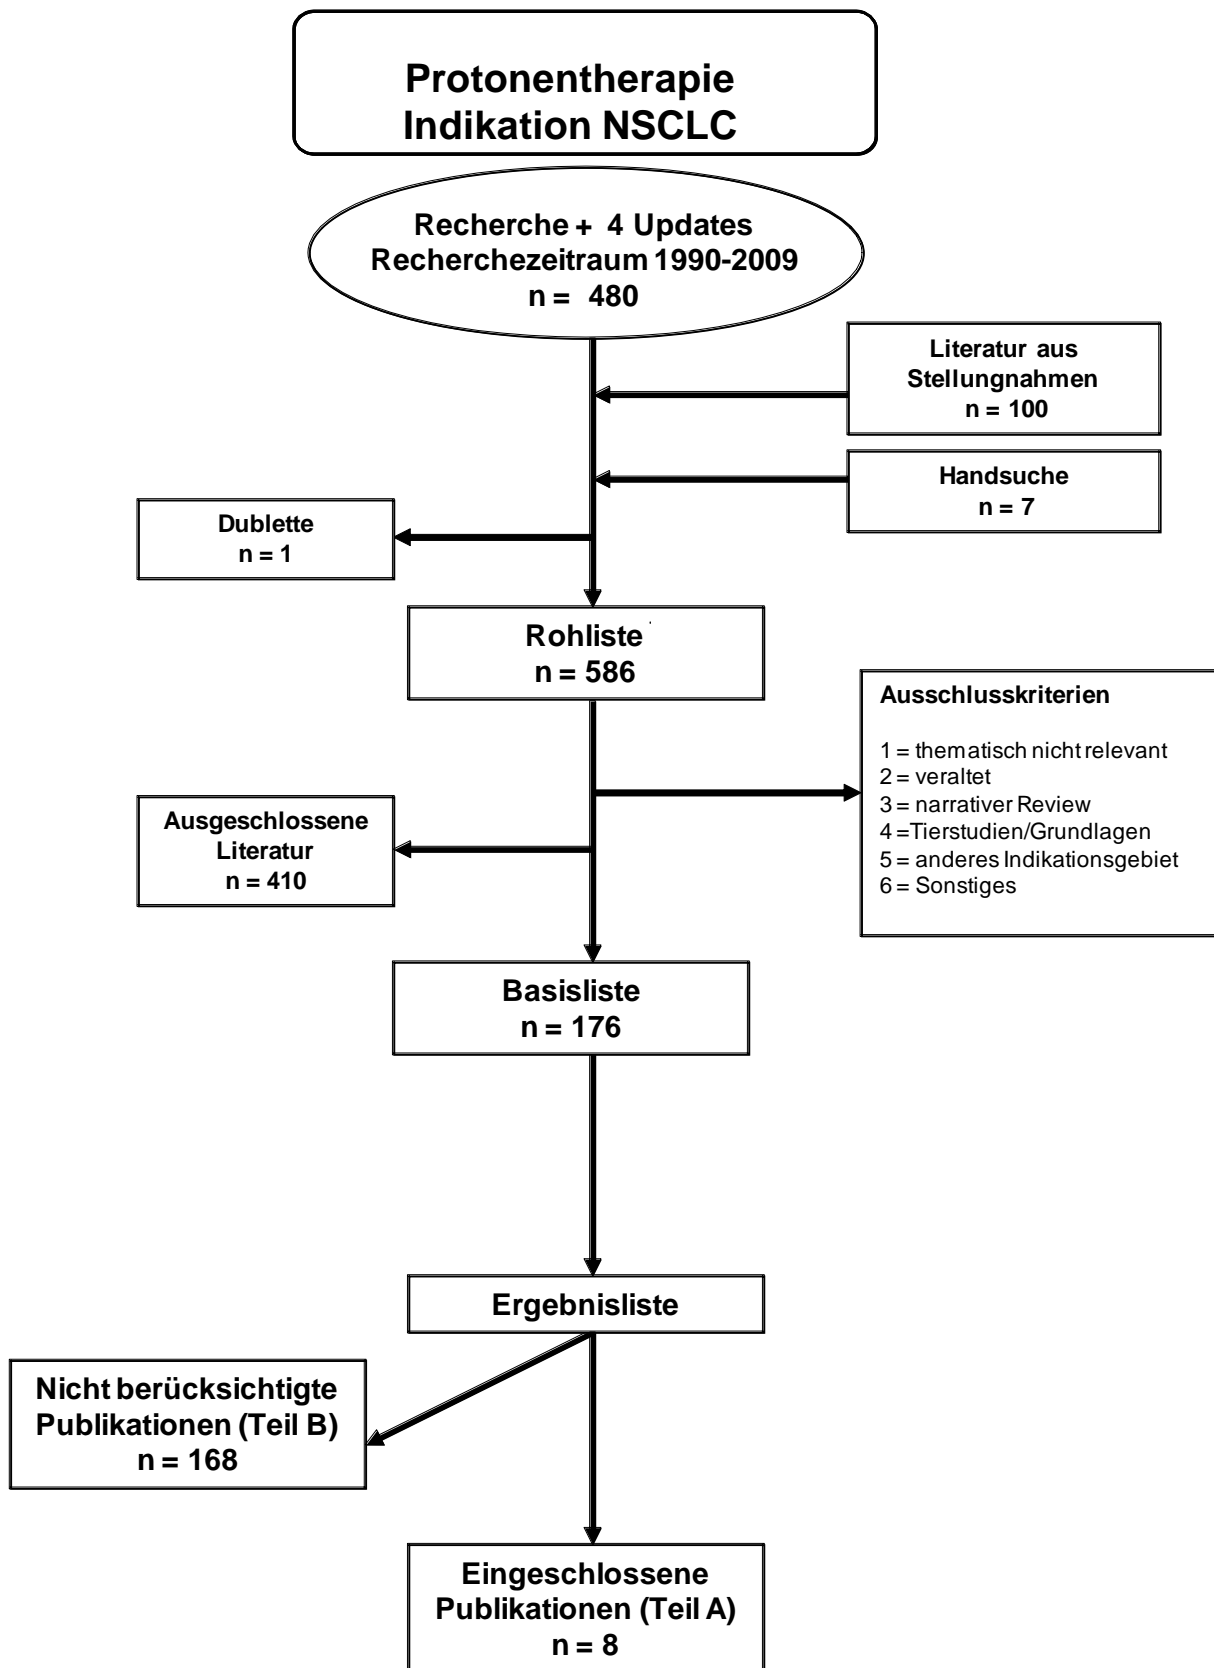 Protonentherapie
Indikation NSCLC
Recherche + 4 Updates
Recherchezeitraum 1990-2009
n = 480
Literatur aus
Stellungnahmen
n = 100
Handsuche
n = 7
Dublette
n = 1
Rohliste
n = 586
Ausschlusskriterien
1 = thematisch nicht relevant
2 = veraltet
3 = narrativer Review
4 =Tierstudien/Grundlagen
5 = anderes Indikationsgebiet
6 = Sonstiges
Ausgeschlossene
Literatur
n = 410
Basisliste
n = 176
Ergebnisliste
Nicht berücksichtigte
Publikationen (Teil B)
n = 168
Eingeschlossene
Publikationen (Teil A)
n = 8